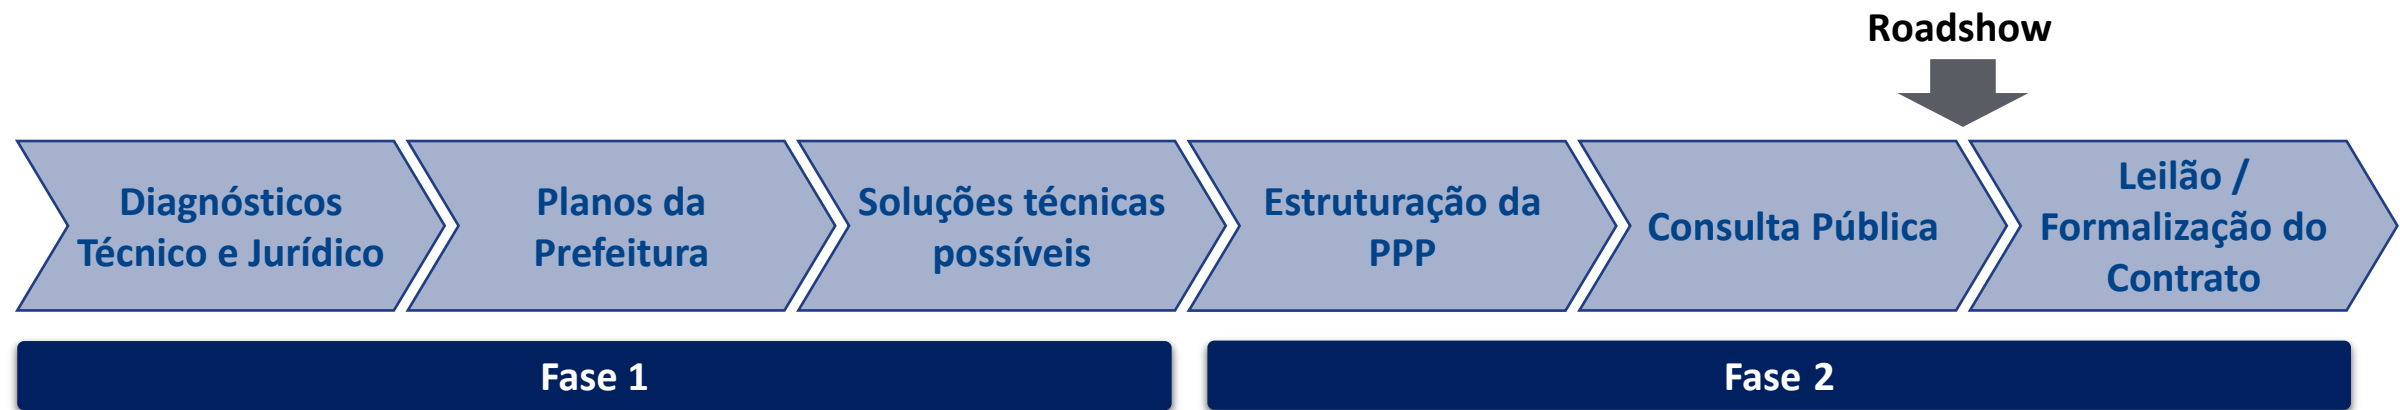 Roadshow
Diagnósticos
Técnico e Jurídico
Planos da
Prefeitura
Soluções técnicas
possíveis
Estruturação da
PPP
Consulta Pública
Leilão /
Formalização do
Contrato
Fase 1
Fase 2